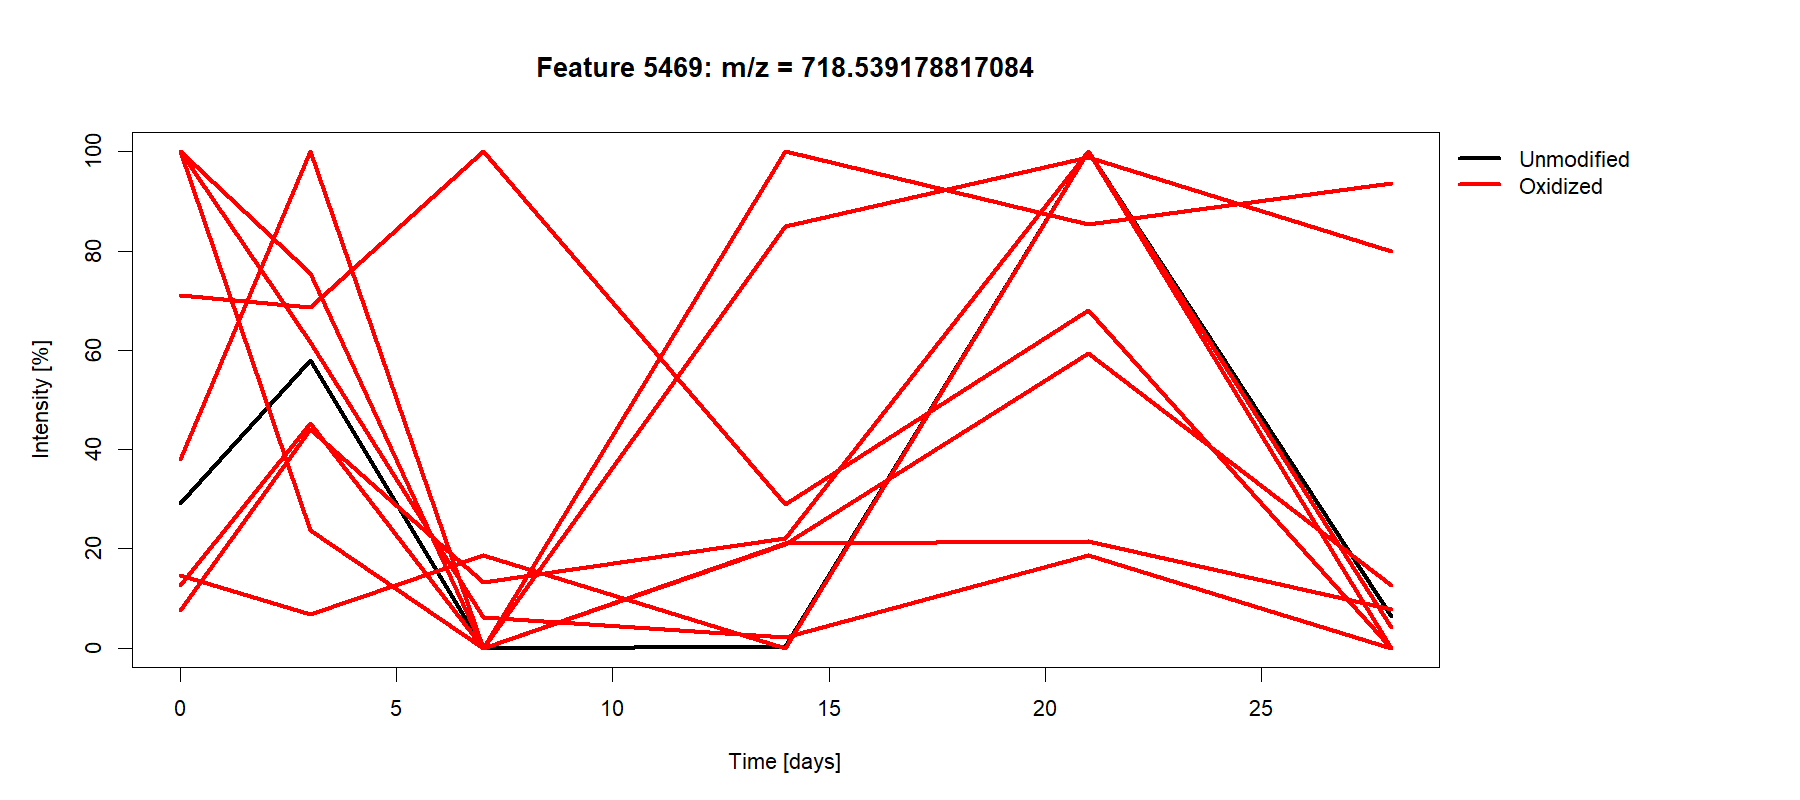 Feature 5469: m/z = 718.539178817084
Unmodified
Oxidized
Intensity [%]
100
80
60
40
20
0
0 5 10 15 20 25
Time [days]